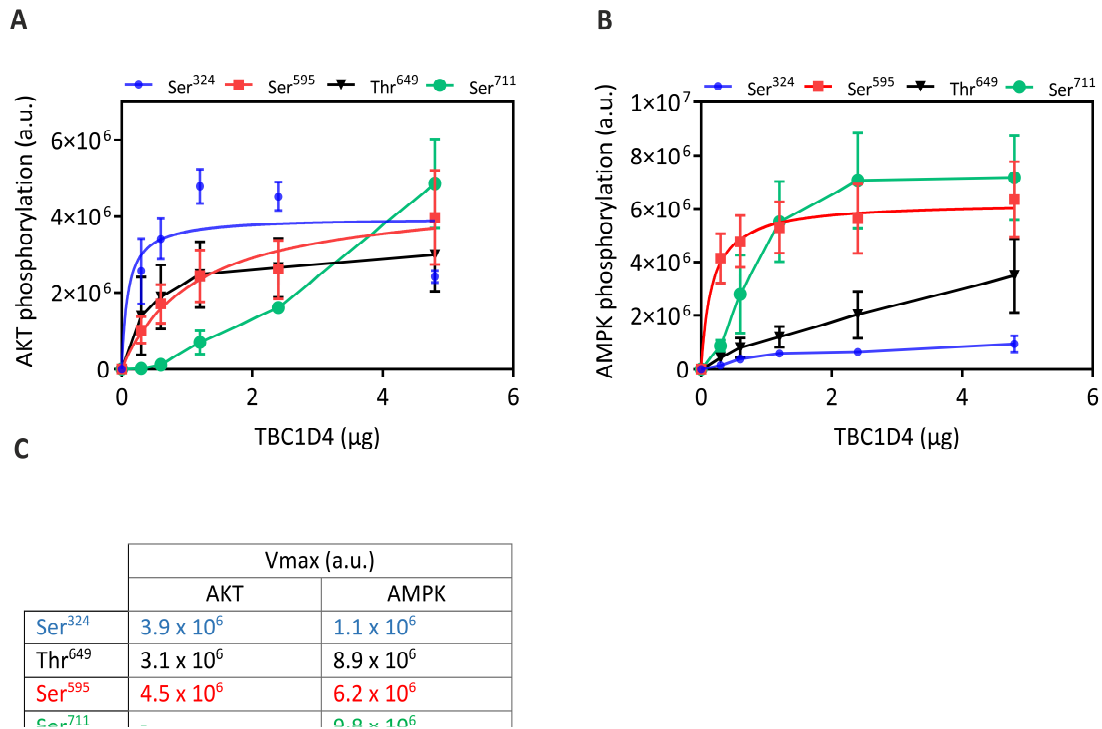 A
B
Ser³²⁴ Ser⁵⁹⁵ Thr⁶⁴⁹ Ser⁷¹¹
Ser³²⁴ Ser⁵⁹⁵ Thr⁶⁴⁹ Ser⁷¹¹
AKT phosphorylation (a.u.)
6×10⁶
4×10⁶
2×10⁶
0
0 2 4 6
TBC1D4 (μg)
AMPK phosphorylation (a.u.)
1×10⁷
8×10⁶
6×10⁶
4×10⁶
2×10⁶
0
0 2 4 6
TBC1D4 (μg)
C
Vmax (a.u.)
AKT AMPK
Ser³²⁴ 3.9 x 10⁶ 1.1 x 10⁶
Thr⁶⁴⁹ 3.1 x 10⁶ 8.9 x 10⁶
Ser⁵⁹⁵ 4.5 x 10⁶ 6.2 x 10⁶
Ser⁷¹¹ -